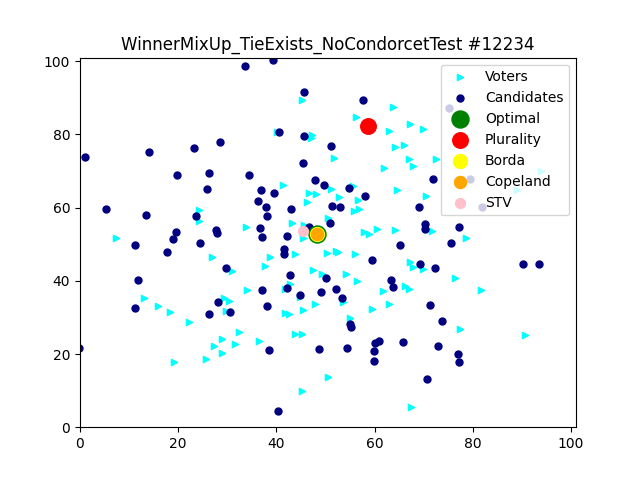 WinnerMixUp_TieExists_NoCondorcetTest #12234
Voters
Candidates
Optimal
Plurality
Borda
Copeland
STV
100
80
60
40
20
0
0 20 40 60 80 100